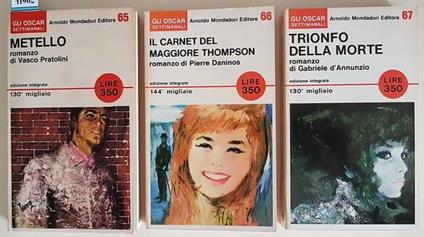 GLI OSCAR
SETTIMANALI
Arnoldo Mondadori Editore 65
METELLO
romanzo
di Vasco Pratolini
edizione integrale
130° migliaio
LIRE
350
GLI OSCAR
SETTIMANALI
Arnoldo Mondadori Editore 66
IL CARNET DEL
MAGGIORE THOMPSON
romanzo di Pierre Daninos
edizione integrale
144° migliaio
LIRE
350
GLI OSCAR
SETTIMANALI
Arnoldo Mondadori Editore 67
TRIONFO
DELLA MORTE
romanzo
di Gabriele d'Annunzio
edizione integrale
130° migliaio
LIRE
350